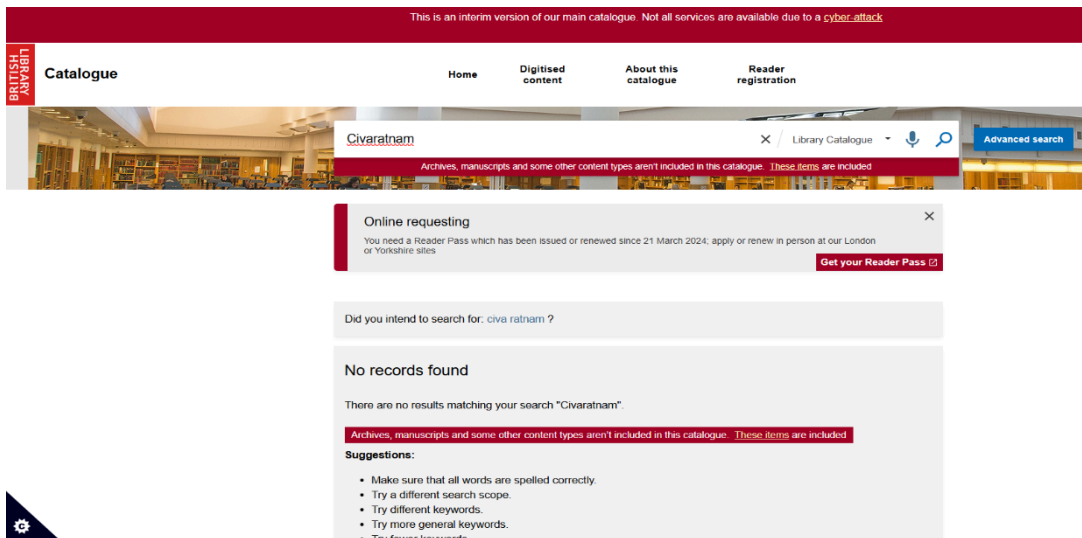 This is an interim version of our main catalogue. Not all services are available due to a cyber-attack
LIBRARY
BRITISH
Catalogue
Home
Digitised
content
About this
catalogue
Reader
registration
Civaratnam
Library Catalogue
Advanced search
Archives, manuscripts and some other content types aren't included in this catalogue. These items are included
Online requesting
You need a Reader Pass which has been issued or renewed since 21 March 2024; apply or renew in person at our London
or Yorkshire sites
Get your Reader Pass
Did you intend to search for: civa ratnam ?
No records found
There are no results matching your search "Civaratnam".
Archives, manuscripts and some other content types aren't included in this catalogue. These items are included
Suggestions:
• Make sure that all words are spelled correctly.
• Try a different search scope.
• Try different keywords.
• Try more general keywords.
• Try fewer keywords.